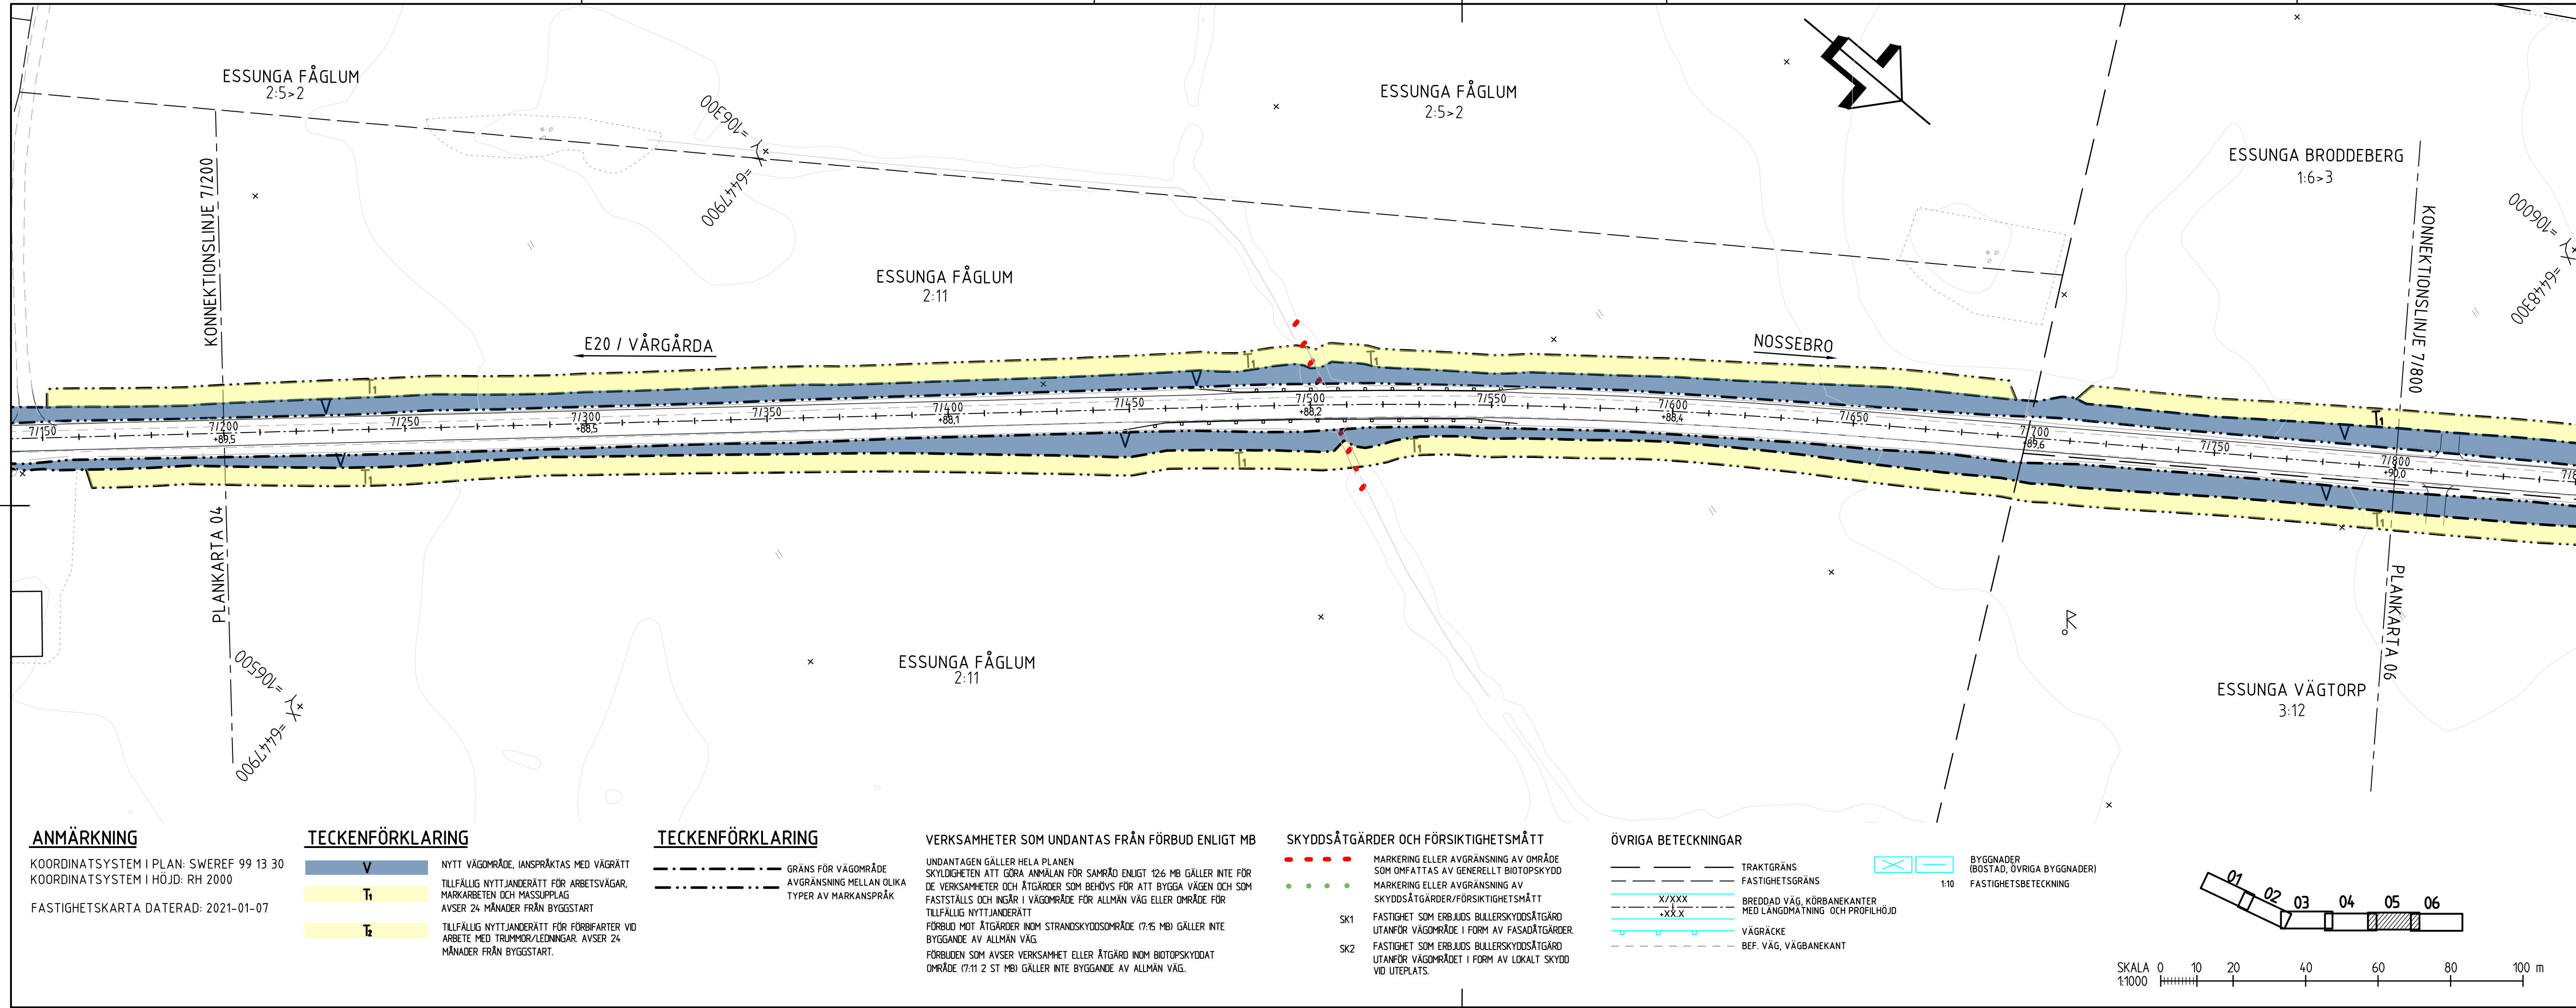 ESSUNGA FÅGLUM
2:5>2
ESSUNGA FÅGLUM
2:5>2
ESSUNGA BRODDEBERG
1:6>3
KONNEKTIONSLINJE 7/200
Y =106300
X =6447900
ESSUNGA FÅGLUM
2:11
KONNEKTIONSLINJE 7/800
Y =106000
X =6448300
E20 / VÅRGÅRDA
NOSSEBRO
T1
T1
T1
T1
V
V
V
7/150
7/200
+89,5
7/250
7/300
+88,5
7/350
7/400
+88,1
7/450
7/500
+88,2
7/550
7/600
+88,4
7/650
7/700
+89,6
7/750
7/800
+90,0
V
V
V
T1
T1
T1
T1
PLANKARTA 04
PLANKARTA 06
R
Y =106500
X =6447900
ESSUNGA FÅGLUM
2:11
ESSUNGA VÄGTORP
3:12
ANMÄRKNING
KOORDINATSYSTEM I PLAN: SWEREF 99 13 30
KOORDINATSYSTEM I HÖJD: RH 2000
FASTIGHETSKARTA DATERAD: 2021-01-07
TECKENFÖRKLARING
V
NYTT VÄGOMRÅDE, IANSPRÅKTAS MED VÄGRÄTT
T1
TILLFÄLLIG NYTTJANDERÄTT FÖR ARBETSVÄGAR,
MARKARBETEN OCH MASSUPPLAG
AVSER 24 MÅNADER FRÅN BYGGSTART
T2
TILLFÄLLIG NYTTJANDERÄTT FÖR FÖRBIFARTER VID
ARBETE MED TRUMMOR/LEDNINGAR. AVSER 24
MÅNADER FRÅN BYGGSTART.
TECKENFÖRKLARING
GRÄNS FÖR VÄGOMRÅDE
AVGRÄNSNING MELLAN OLIKA
TYPER AV MARKANSPRÅK
VERKSAMHETER SOM UNDANTAS FRÅN FÖRBUD ENLIGT MB
UNDANTAGEN GÄLLER HELA PLANEN
SKYLDIGHETEN ATT GÖRA ANMÄLAN FÖR SAMRÅD ENLIGT 12:6 MB GÄLLER INTE FÖR
DE VERKSAMHETER OCH ÅTGÄRDER SOM BEHÖVS FÖR ATT BYGGA VÄGEN OCH SOM
FASTSTÄLLS OCH INGÅR I VÄGOMRÅDE FÖR ALLMÄN VÄG ELLER OMRÅDE FÖR
TILLFÄLLIG NYTTJANDERÄTT
FÖRBUD MOT ÅTGÄRDER INOM STRANDSKYDDSOMRÅDE (7:15 MB) GÄLLER INTE
BYGGANDE AV ALLMÄN VÄG.
FÖRBUDEN SOM AVSER VERKSAMHET ELLER ÅTGÄRD INOM BIOTOPSKYDDAT
OMRÅDE (7:11 2 ST MB) GÄLLER INTE BYGGANDE AV ALLMÄN VÄG..
SKYDDSÅTGÄRDER OCH FÖRSIKTIGHETSMÅTT
MARKERING ELLER AVGRÄNSNING AV OMRÅDE
SOM OMFATTAS AV GENERELLT BIOTOPSKYDD
MARKERING ELLER AVGRÄNSNING AV
SKYDDSÅTGÄRDER/FÖRSIKTIGHETSMÅTT
SK1
FASTIGHET SOM ERBJUDS BULLERSKYDDSÅTGÄRD
UTANFÖR VÄGOMRÅDE I FORM AV FASADÅTGÄRDER.
SK2
FASTIGHET SOM ERBJUDS BULLERSKYDDSÅTGÄRD
UTANFÖR VÄGOMRÅDET I FORM AV LOKALT SKYDD
VID UTEPLATS.
ÖVRIGA BETECKNINGAR
TRAKTGRÄNS
FASTIGHETSGRÄNS
X/XXX
+XX.X
BREDDAD VÄG, KÖRBANEKANTER
MED LÄNGDMÄTNING OCH PROFILHÖJD
VÄGRÄCKE
BEF. VÄG, VÄGBANEKANT
BYGGNADER
(BOSTAD, ÖVRIGA BYGGNADER)
1:10 FASTIGHETSBETECKNING
01 02 03 04 05 06
SKALA 0 10 20 40 60 80 100 m
1:1000